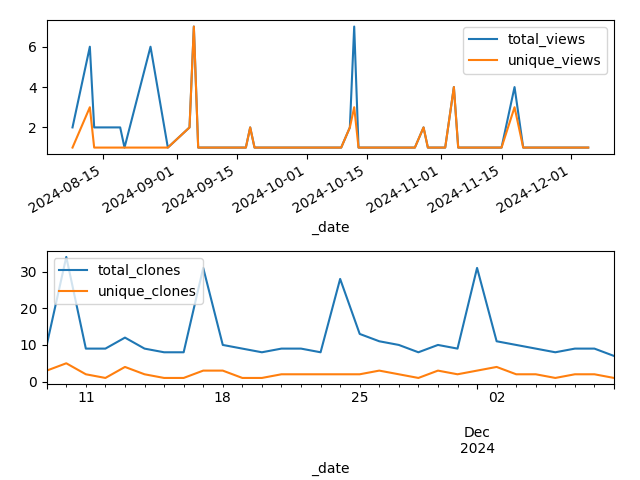 6
4
2
total_views
unique_views
2024-08-15
2024-09-01
2024-09-15
2024-10-01
2024-10-15
2024-11-01
2024-11-15
2024-12-01
_date
30
20
10
0
total_clones
unique_clones
11
18
25
02
Dec
2024
_date